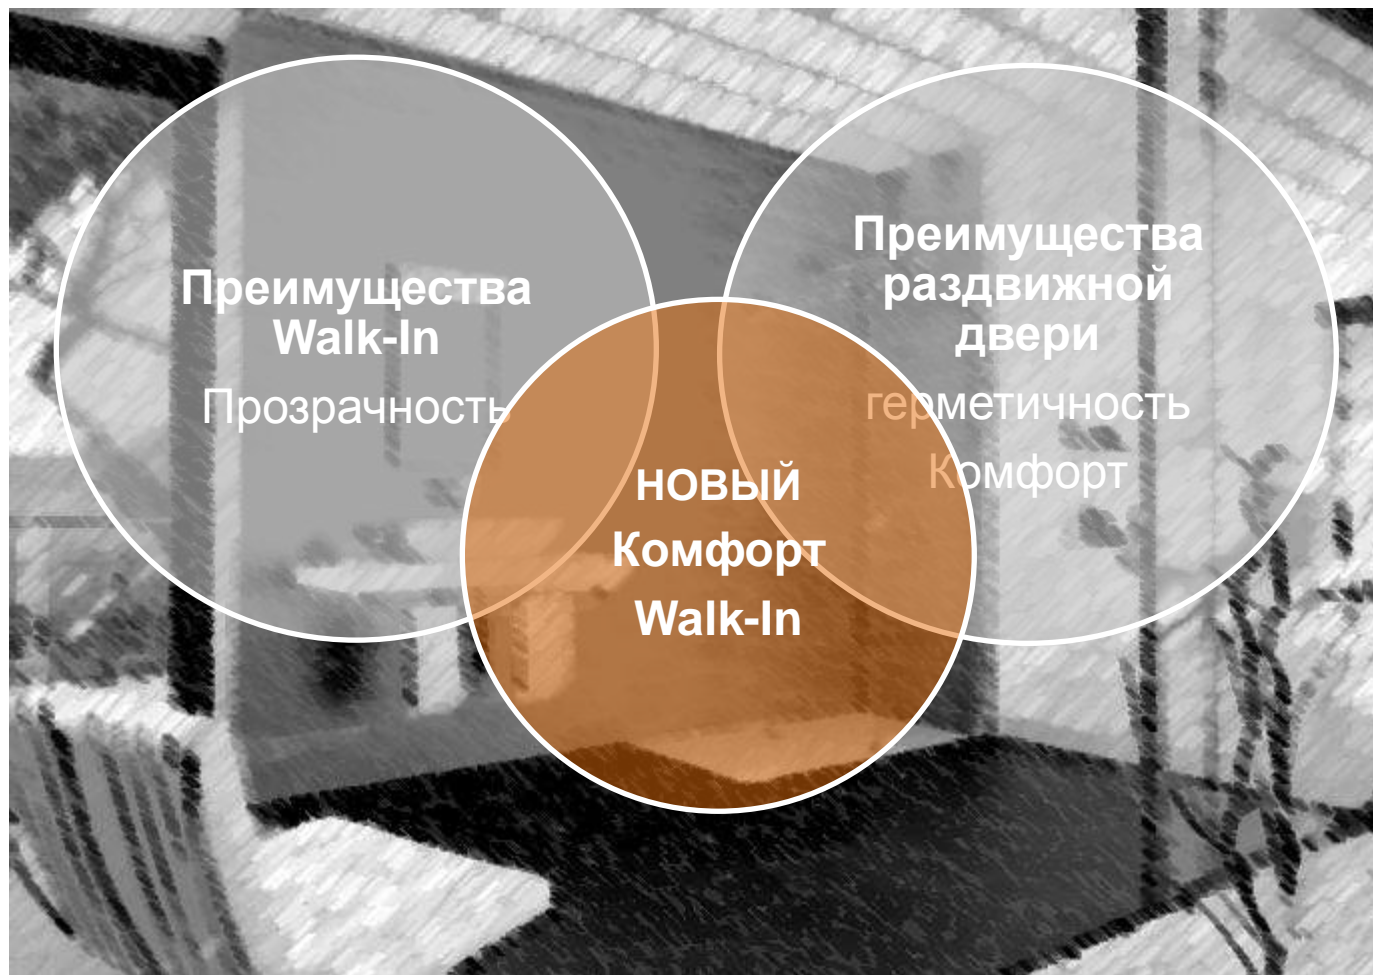 Преимущества
Walk-In
Прозрачность
Преимущества
раздвижной
двери
герметичность
Комфорт
НОВЫЙ
Комфорт
Walk-In